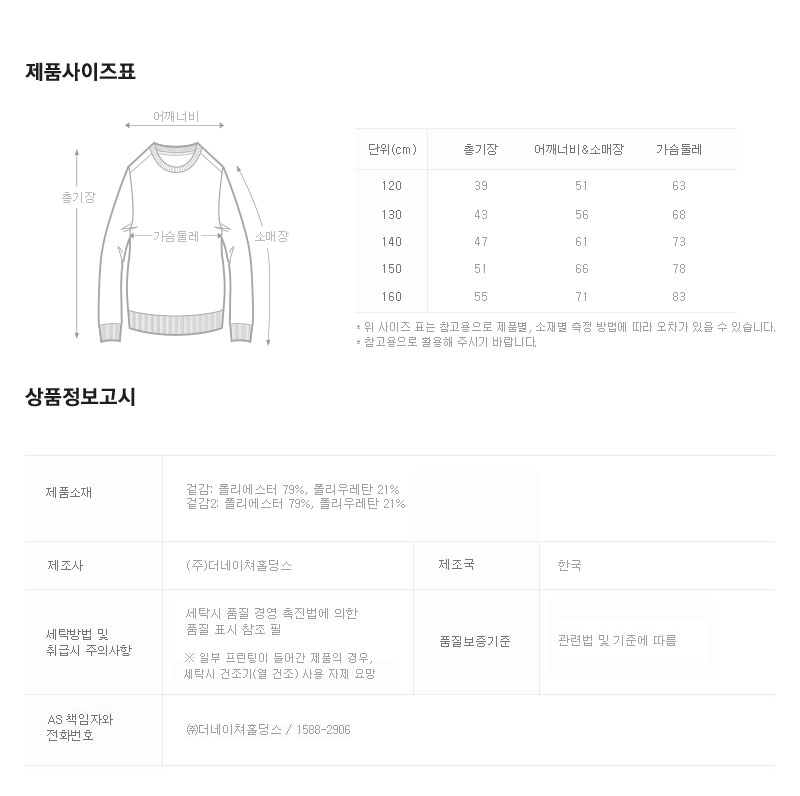 제품사이즈표
어깨너비
총기장
가슴둘레
소매장
단위(cm) 총기장 어깨너비&소매장 가슴둘레
120 39 51 63
130 43 56 68
140 47 61 73
150 51 66 78
160 55 71 83
* 위 사이즈 표는 참고용으로 제품별, 소재별 측정 방법에 따라 오차가 있을 수 있습니다.
* 참고용으로 활용해 주시기 바랍니다.
상품정보고시
제품소재
겉감: 폴리에스터 79%, 폴리우레탄 21%
겉감2: 폴리에스터 79%, 폴리우레탄 21%
제조사 (주)더네이쳐홀딩스 제조국 한국
세탁방법 및
취급시 주의사항
세탁시 품질 경영 촉진법에 의한
품질 표시 참조 필
※ 일부 프린팅이 들어간 제품의 경우,
세탁시 건조기(열 건조) 사용 자제 요망
품질보증기준
관련법 및 기준에 따름
AS 책임자와
전화번호
㈜더네이쳐홀딩스 / 1588-2906